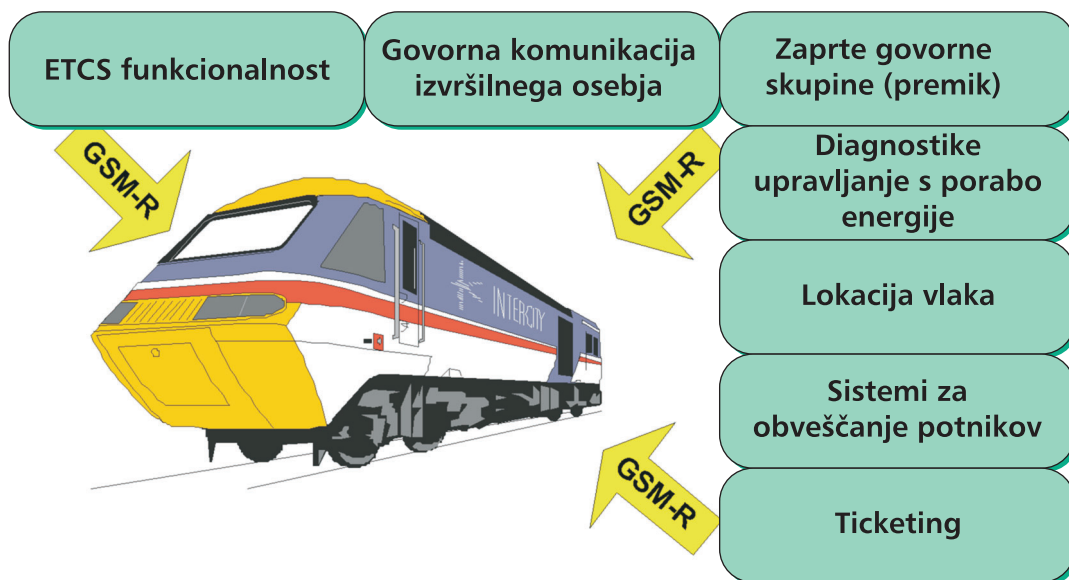 ETCS funkcionalnost
Govorna komunikacija
izvršilnega osebja
Zaprte govorne
skupine (premik)
Diagnostike
upravljanje s porabo
energije
Lokacija vlaka
Sistemi za
obveščanje potnikov
Ticketing
GSM-R
GSM-R
GSM-R
INTERCITY